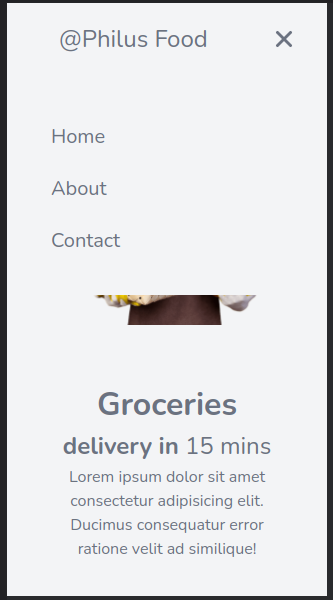 @Philus Food
Home
About
Contact
Groceries
delivery in 15 mins
Lorem ipsum dolor sit amet
consectetur adipisicing elit.
Ducimus consequatur error
ratione velit ad similique!